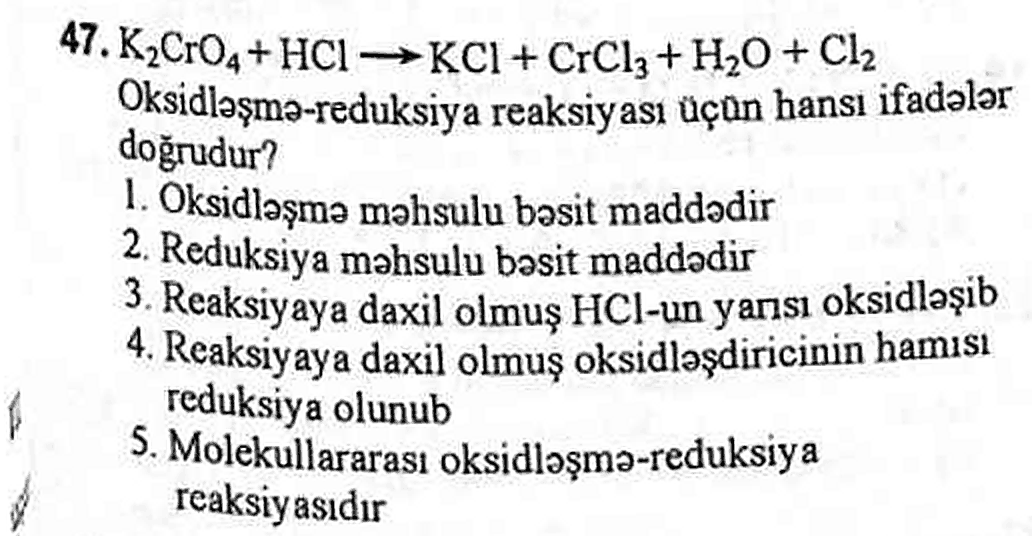 47. K₂CrO₄ + HCl ⟶ KCl + CrCl₃ + H₂O + Cl₂
Oksidləşmə-reduksiya reaksiyası üçün hansı ifadələr
doğrudur?
1. Oksidləşmə məhsulu bəsit maddədir
2. Reduksiya məhsulu bəsit maddədir
3. Reaksiyaya daxil olmuş HCl-un yarısı oksidləşib
4. Reaksiyaya daxil olmuş oksidləşdiricinin hamısı
reduksiya olunub
5. Molekullararası oksidləşmə-reduksiya
reaksiyasıdır